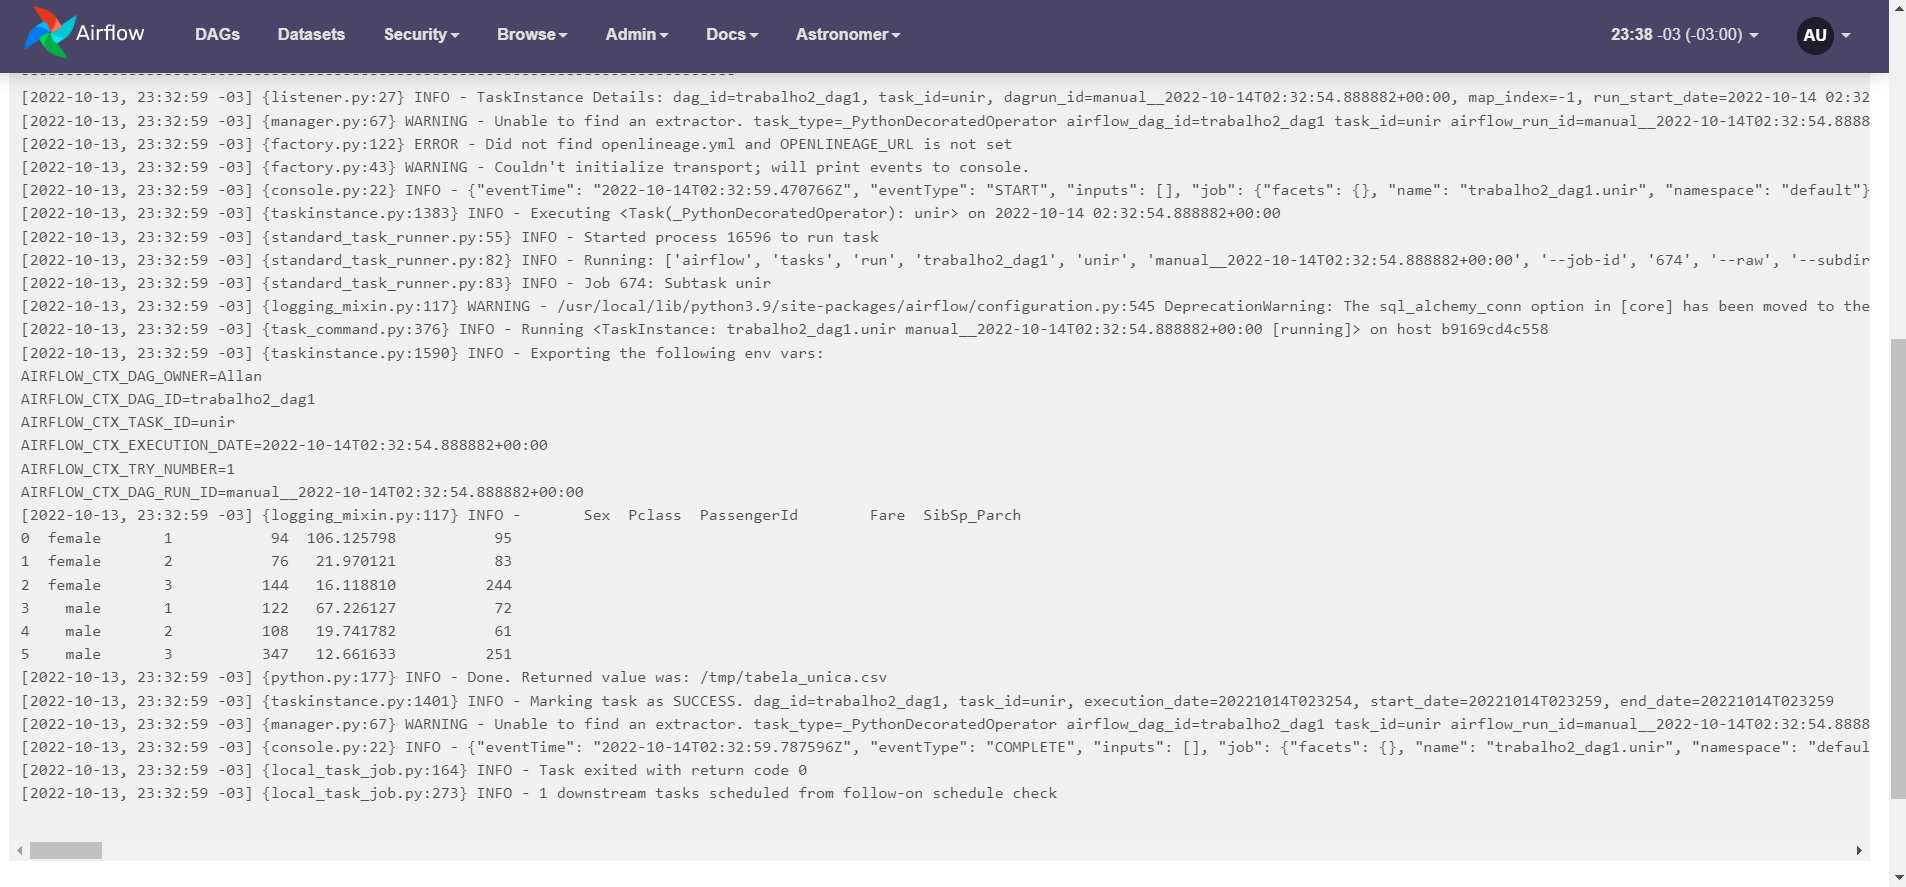 Airflow DAGs Datasets Security Browse Admin Docs Astronomer 23:38 -03 (-03:00) AU
--------------------------------------------------------------------------------
[2022-10-13, 23:32:59 -03] {listener.py:27} INFO - TaskInstance Details: dag_id=trabalho2_dag1, task_id=unir, dagrun_id=manual__2022-10-14T02:32:54.888882+00:00, map_index=-1, run_start_date=2022-10-14 02:32
[2022-10-13, 23:32:59 -03] {manager.py:67} WARNING - Unable to find an extractor. task_type=_PythonDecoratedOperator airflow_dag_id=trabalho2_dag1 task_id=unir airflow_run_id=manual__2022-10-14T02:32:54.8888
[2022-10-13, 23:32:59 -03] {factory.py:122} ERROR - Did not find openlineage.yml and OPENLINEAGE_URL is not set
[2022-10-13, 23:32:59 -03] {factory.py:43} WARNING - Couldn't initialize transport; will print events to console.
[2022-10-13, 23:32:59 -03] {console.py:22} INFO - {"eventTime": "2022-10-14T02:32:59.470766Z", "eventType": "START", "inputs": [], "job": {"facets": {}, "name": "trabalho2_dag1.unir", "namespace": "default"}
[2022-10-13, 23:32:59 -03] {taskinstance.py:1383} INFO - Executing <Task(_PythonDecoratedOperator): unir> on 2022-10-14 02:32:54.888882+00:00
[2022-10-13, 23:32:59 -03] {standard_task_runner.py:55} INFO - Started process 16596 to run task
[2022-10-13, 23:32:59 -03] {standard_task_runner.py:82} INFO - Running: ['airflow', 'tasks', 'run', 'trabalho2_dag1', 'unir', 'manual__2022-10-14T02:32:54.888882+00:00', '--job-id', '674', '--raw', '--subdir
[2022-10-13, 23:32:59 -03] {standard_task_runner.py:83} INFO - Job 674: Subtask unir
[2022-10-13, 23:32:59 -03] {logging_mixin.py:117} WARNING - /usr/local/lib/python3.9/site-packages/airflow/configuration.py:545 DeprecationWarning: The sql_alchemy_conn option in [core] has been moved to the
[2022-10-13, 23:32:59 -03] {task_command.py:376} INFO - Running <TaskInstance: trabalho2_dag1.unir manual__2022-10-14T02:32:54.888882+00:00 [running]> on host b9169cd4c558
[2022-10-13, 23:32:59 -03] {taskinstance.py:1590} INFO - Exporting the following env vars:
AIRFLOW_CTX_DAG_OWNER=Allan
AIRFLOW_CTX_DAG_ID=trabalho2_dag1
AIRFLOW_CTX_TASK_ID=unir
AIRFLOW_CTX_EXECUTION_DATE=2022-10-14T02:32:54.888882+00:00
AIRFLOW_CTX_TRY_NUMBER=1
AIRFLOW_CTX_DAG_RUN_ID=manual__2022-10-14T02:32:54.888882+00:00
[2022-10-13, 23:32:59 -03] {logging_mixin.py:117} INFO -       Sex  Pclass  PassengerId        Fare  SibSp_Parch
0  female       1           94  106.125798           95
1  female       2           76   21.970121           83
2  female       3          144   16.118810          244
3    male       1          122   67.226127           72
4    male       2          108   19.741782           61
5    male       3          347   12.661633          251
[2022-10-13, 23:32:59 -03] {python.py:177} INFO - Done. Returned value was: /tmp/tabela_unica.csv
[2022-10-13, 23:32:59 -03] {taskinstance.py:1401} INFO - Marking task as SUCCESS. dag_id=trabalho2_dag1, task_id=unir, execution_date=20221014T023254, start_date=20221014T023259, end_date=20221014T023259
[2022-10-13, 23:32:59 -03] {manager.py:67} WARNING - Unable to find an extractor. task_type=_PythonDecoratedOperator airflow_dag_id=trabalho2_dag1 task_id=unir airflow_run_id=manual__2022-10-14T02:32:54.8888
[2022-10-13, 23:32:59 -03] {console.py:22} INFO - {"eventTime": "2022-10-14T02:32:59.787596Z", "eventType": "COMPLETE", "inputs": [], "job": {"facets": {}, "name": "trabalho2_dag1.unir", "namespace": "defaul
[2022-10-13, 23:32:59 -03] {local_task_job.py:164} INFO - Task exited with return code 0
[2022-10-13, 23:32:59 -03] {local_task_job.py:273} INFO - 1 downstream tasks scheduled from follow-on schedule check